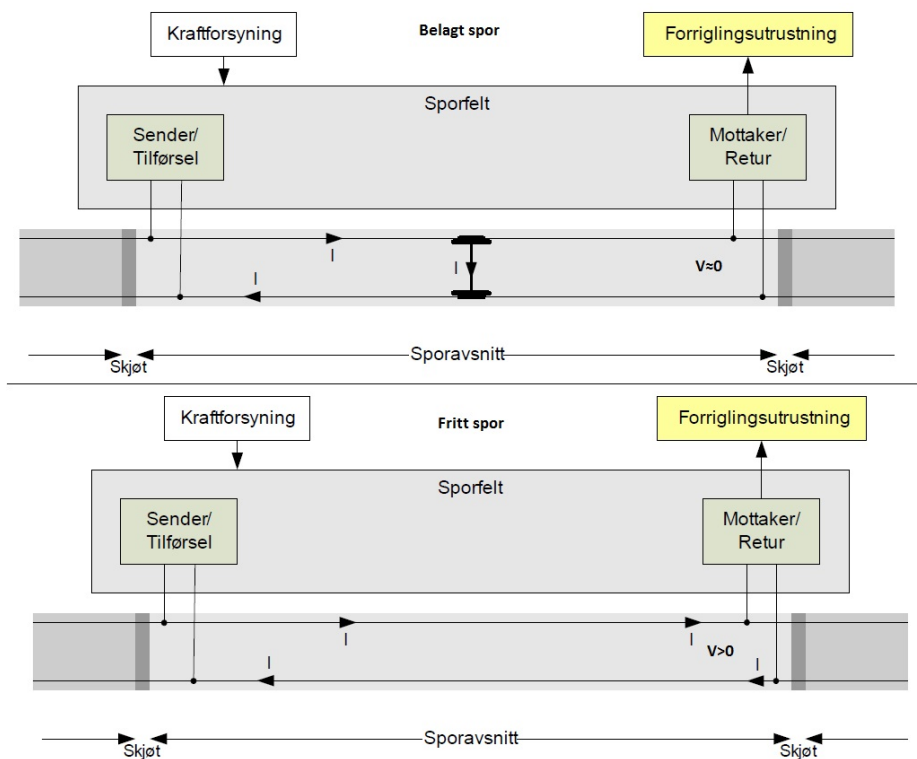 Kraftforsyning
Belagt spor
Forriglingsutrustning
Sporfelt
Sender/
Tilførsel
Mottaker/
Retur
I
I
I
V≈0
Skjøt
Sporavsnitt
Skjøt
Kraftforsyning
Fritt spor
Forriglingsutrustning
Sporfelt
Sender/
Tilførsel
Mottaker/
Retur
I
I
V>0
I
I
Skjøt
Sporavsnitt
Skjøt